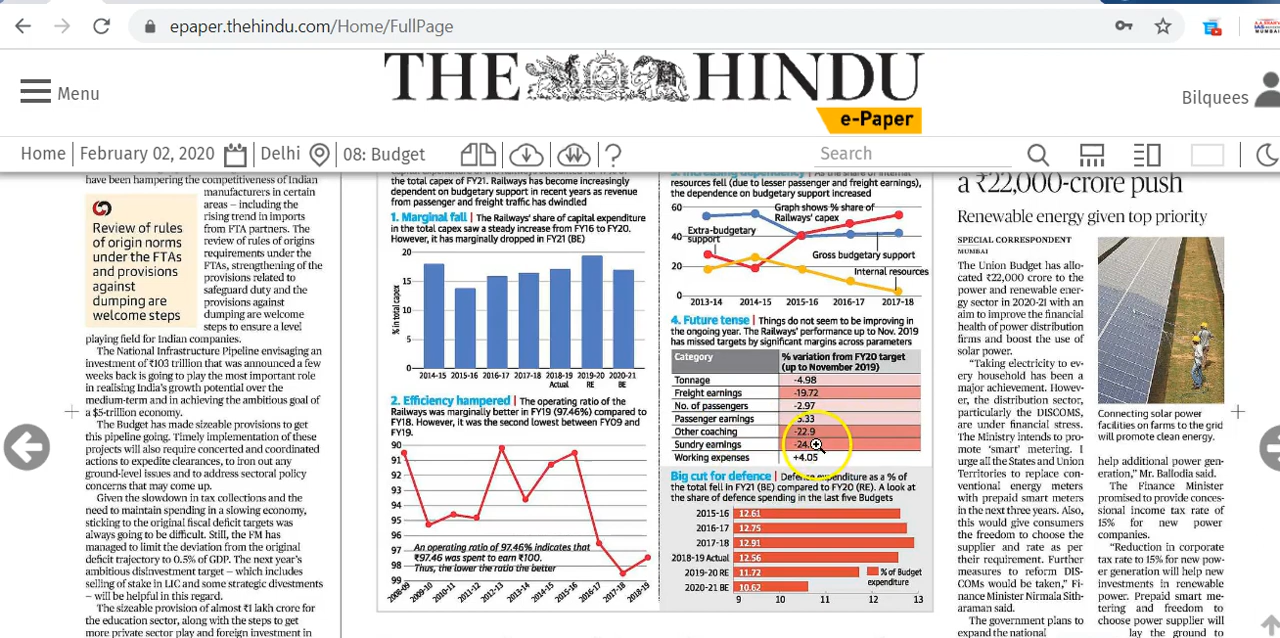 epaper.thehindu.com/Home/FullPage
Menu
THE HINDU
e-Paper
Bilquees
Home
February 02, 2020
Delhi
08: Budget
?
Search
have been hampering the competitiveness of Indian
manufacturers in certain
areas – including the
rising trend in imports
from FTA partners. The
review of rules of origins
requirements under the
FTAs, strengthening of the
provisions related to
safeguard duty and the
provisions against
dumping are welcome
steps to ensure a level
playing field for Indian companies.
Review of rules
of origin norms
under the FTAs
and provisions
against
dumping are
welcome steps
The National Infrastructure Pipeline envisaging an
investment of ₹103 trillion that was announced a few
weeks back is going to play the most important role
in realising India's growth potential over the
medium-term and in achieving the ambitious goal of
a $5-trillion economy.
The Budget has made sizeable provisions to get
this pipeline going. Timely implementation of these
projects will also require concerted and coordinated
actions to expedite clearances, to iron out any
ground-level issues and to address sectoral policy
concerns that may come up.
Given the slowdown in tax collections and the
need to maintain spending in a slowing economy,
sticking to the original fiscal deficit targets was
always going to be difficult. Still, the FM has
managed to limit the deviation from the original
deficit trajectory to 0.5% of GDP. The next year's
ambitious disinvestment target – which includes
selling of stake in LIC and some strategic divestments
– will be helpful in this regard.
The sizeable provision of almost ₹1 lakh crore for
the education sector, along with the steps to get
more private sector play and foreign investment in
the total capex of FY21. Railways has become increasingly
dependent on budgetary support in recent years as revenue
from passenger and freight traffic has dwindled
1. Marginal fall | The Railways' share of capital expenditure
in the total capex saw a steady increase from FY16 to FY20.
However, it has marginally dropped in FY21 (BE)
% in total capex
20
15
10
5
0
2014-15 2015-16 2016-17 2017-18 2018-19 2019-20 2020-21
Actual RE BE
2. Efficiency hampered | The operating ratio of the
Railways was marginally better in FY19 (97.46%) compared to
FY18. However, it was the second lowest between FY09 and
FY19.
90
91
92
93
94
95
96
97
98
99
An operating ratio of 97.46% indicates that
₹97.46 was spent to earn ₹100.
Thus, the lower the ratio the better
2008-09 2009-10 2010-11 2011-12 2012-13 2013-14 2014-15 2015-16 2016-17 2017-18 2018-19
3. Increasing dependency | As the share of internal
resources fell (due to lesser passenger and freight earnings),
the dependence on budgetary support increased
60
40
20
0
Graph shows % share of
Railways' capex
Extra-budgetary
support
Gross budgetary support
Internal resources
2013-14 2014-15 2015-16 2016-17 2017-18
4. Future tense | Things do not seem to be improving in
the ongoing year. The Railways' performance up to Nov. 2019
has missed targets by significant margins across parameters
Category % variation from FY20 target
(up to November 2019)
Tonnage -4.98
Freight earnings -19.72
No. of passengers -2.97
Passenger earnings 5.33
Other coaching -22.9
Sundry earnings -24.
Working expenses +4.05
Big cut for defence | Defence expenditure as a % of
the total fell in FY21 (BE) compared to FY20 (RE). A look at
the share of defence spending in the last five Budgets
2015-16 12.61
2016-17 12.75
2017-18 12.91
2018-19 Actual 12.56
2019-20 RE 11.72
2020-21 BE 10.62
% of Budget
expenditure
9 10 11 12 13
a ₹22,000-crore push
Renewable energy given top priority
SPECIAL CORRESPONDENT
MUMBAI
The Union Budget has allo-
cated ₹22,000 crore to the
power and renewable ener-
gy sector in 2020-21 with an
aim to improve the financial
health of power distribution
firms and boost the use of
solar power.
“Taking electricity to ev-
ery household has been a
major achievement. Howev-
er, the distribution sector,
particularly the DISCOMS,
are under financial stress.
The Ministry intends to pro-
mote ‘smart’ metering. I
urge all the States and Union
Territories to replace con-
ventional energy meters
with prepaid smart meters
in the next three years. Also,
this would give consumers
the freedom to choose the
supplier and rate as per
their requirement. Further
measures to reform DIS-
COMs would be taken,” Fi-
nance Minister Nirmala Sith-
araman said.
The government plans to
expand the national
Connecting solar power
facilities on farms to the grid
will promote clean energy.
help additional power gen-
eration,” Mr. Ballodia said.
The Finance Minister
promised to provide conces-
sional income tax rate of
15% for new power
companies.
“Reduction in corporate
tax rate to 15% for new pow-
er generation will help new
investments in renewable
power. Prepaid smart me-
tering and freedom to
choose power supplier will
lay the ground to